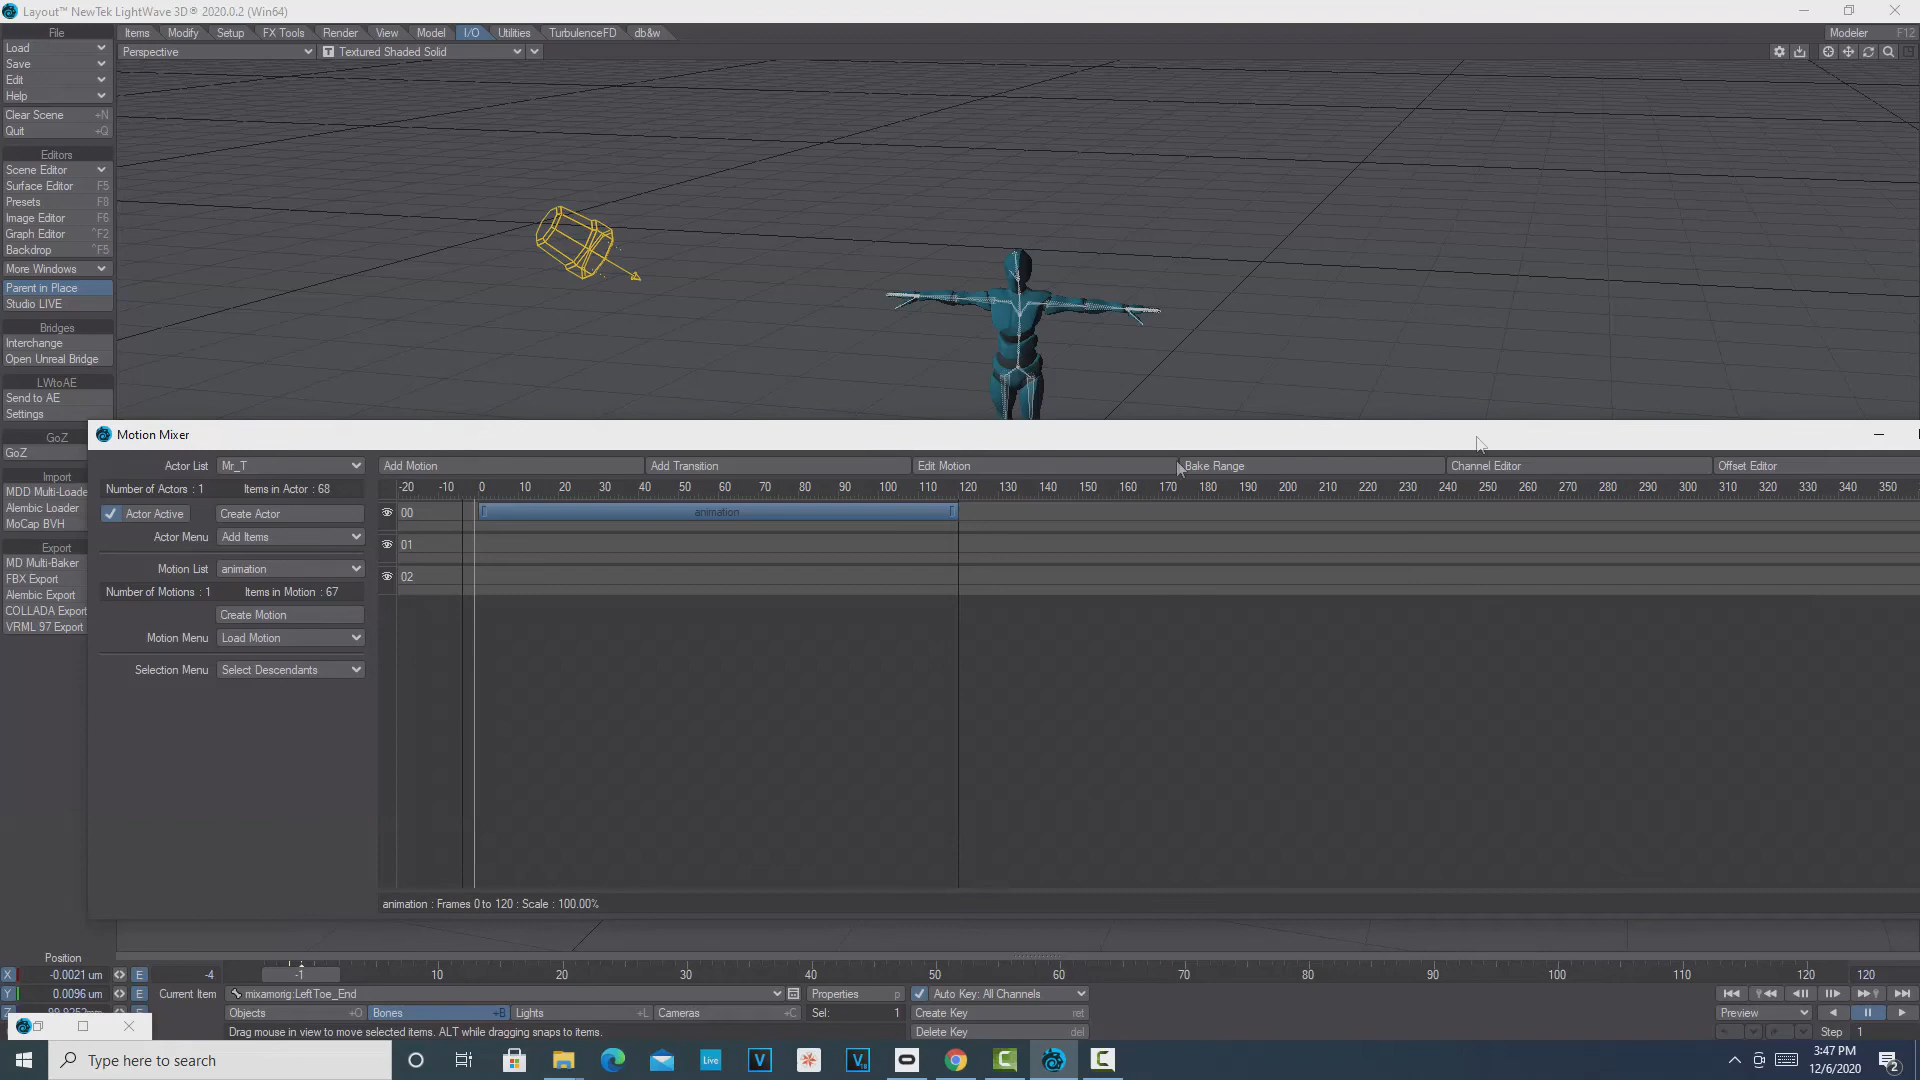 Layout™ NewTek LightWave 3D® 2020.0.2 (Win64)
File
Items
Modify
Setup
FX Tools
Render
View
Model
I/O
Utilities
TurbulenceFD
db&w
Modeler F12
Load
Perspective
Textured Shaded Solid
Save
Edit
Help
Clear Scene +N
Quit +Q
Editors
Scene Editor
Surface Editor F5
Presets F8
Image Editor F6
Graph Editor ^F2
Backdrop ^F5
More Windows
Parent in Place
Studio LIVE
Bridges
Interchange
Open Unreal Bridge
LWtoAE
Send to AE
Settings
GoZ
GoZ
Import
MDD Multi-Loade
Alembic Loader
MoCap BVH
Export
MD Multi-Baker
FBX Export
Alembic Export
COLLADA Export
VRML 97 Export
Motion Mixer
Actor List Mr_T
Number of Actors : 1 Items in Actor : 68
Actor Active Create Actor
Actor Menu Add Items
Motion List animation
Number of Motions : 1 Items in Motion : 67
Create Motion
Motion Menu Load Motion
Selection Menu Select Descendants
Add Motion
Add Transition
Edit Motion
Bake Range
Channel Editor
Offset Editor
-20 -10 0 10 20 30 40 50 60 70 80 90 100 110 120 130 140 150 160 170 180 190 200 210 220 230 240 250 260 270 280 290 300 310 320 330 340 350
00 animation
01
02
animation : Frames 0 to 120 : Scale : 100.00%
Position
X -0.0021 um E
-4 -1 10 20 30 40 50 60 70 80 90 100 110 120 120
Y 0.0096 um E
Current Item mixamorig:LeftToe_End
Properties p
Auto Key: All Channels
Objects +O
Bones +B
Lights +L
Cameras +C
Sel: 1
Create Key ret
Preview
Drag mouse in view to move selected items. ALT while dragging snaps to items.
Delete Key del
Step 1
Type here to search
Live
V
V
18
3:47 PM
12/6/2020
2